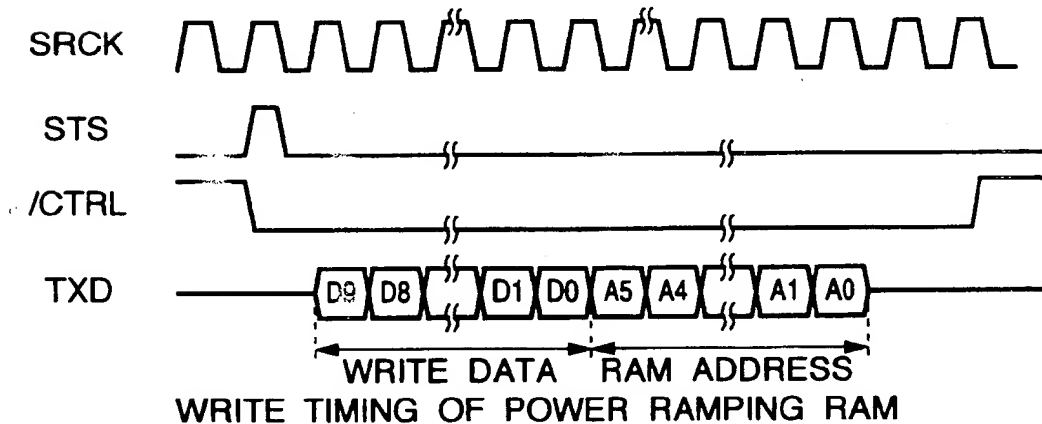 SRCK
STS
/CTRL
TXD
D9 D8 D1 D0 A5 A4 A1 A0
WRITE DATA RAM ADDRESS
WRITE TIMING OF POWER RAMPING RAM